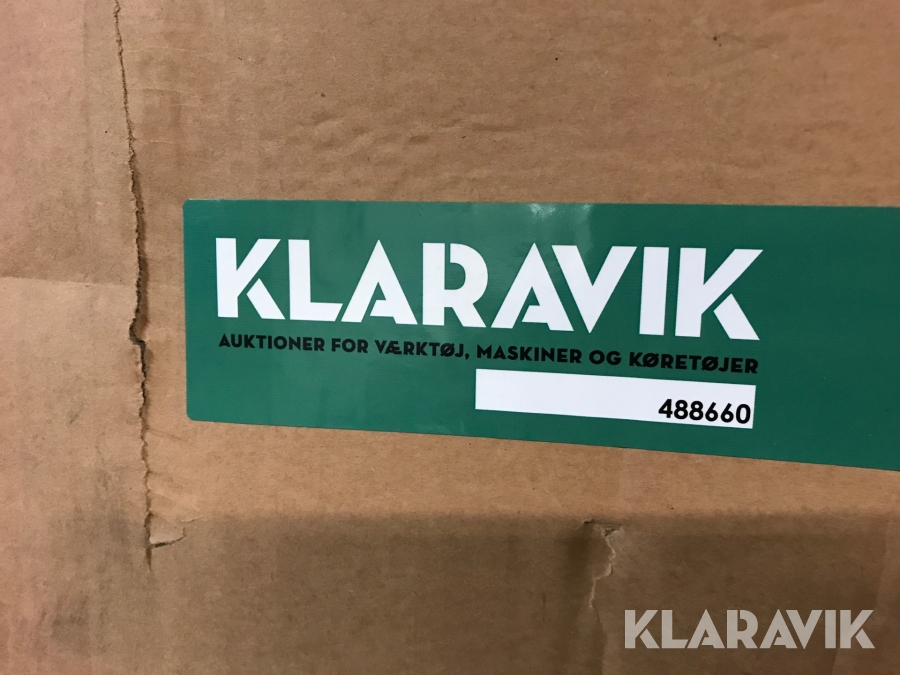 KLARAVIK
AUKTIONER FOR VÆRKTØJ, MASKINER OG KØRETØJER
488660
KLARAVIK